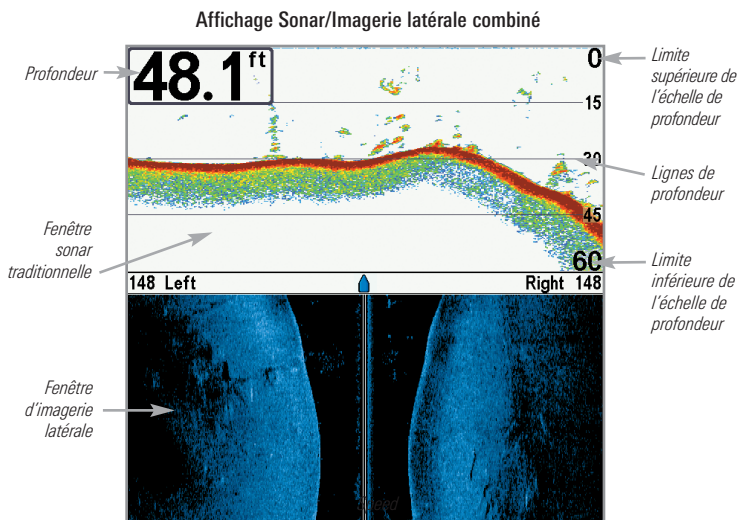 Affichage Sonar/Imagerie latérale combiné
Profondeur
48.1 ft
0
15
30
45
60
Limite
supérieure de
l'échelle de
profondeur
Lignes de
profondeur
Fenêtre
sonar
traditionnelle
Limite
inférieure de
l'échelle de
profondeur
148 Left
Right 148
Fenêtre
d'imagerie
latérale
Speed